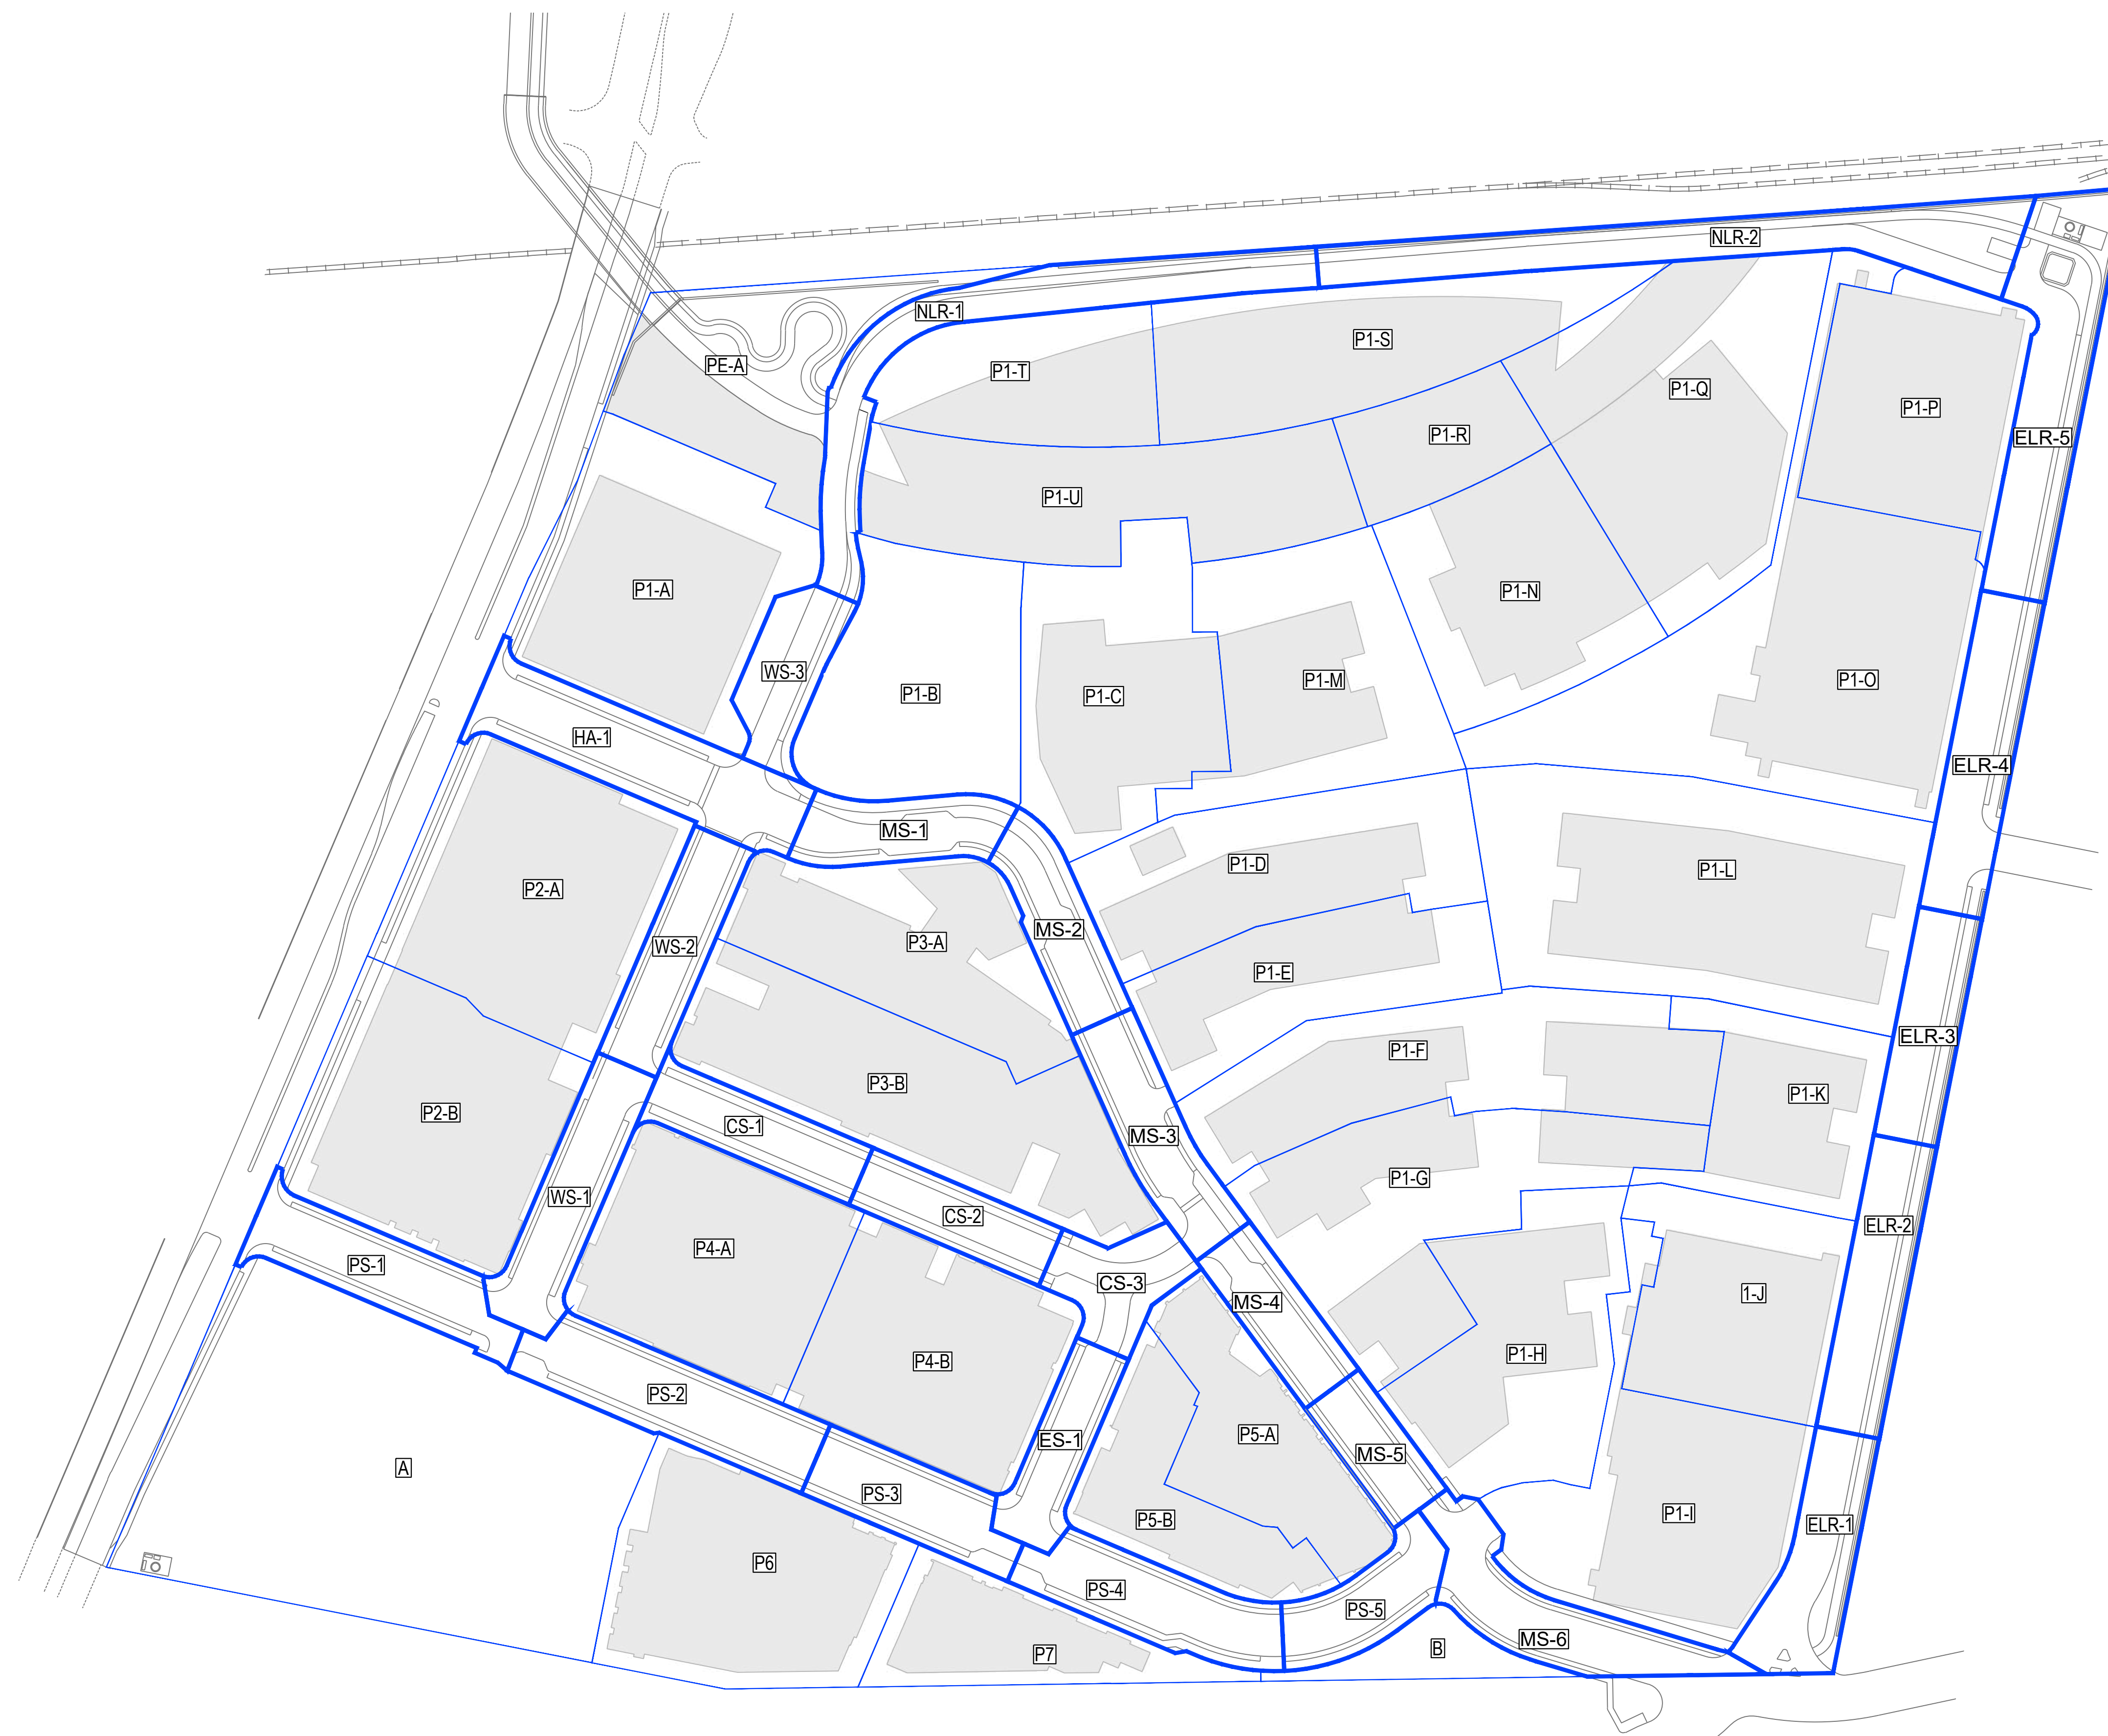 NLR-2
NLR-1
P1-S
PE-A
P1-T
P1-Q
P1-P
P1-R
ELR-5
P1-U
P1-A
P1-N
WS-3
P1-M
P1-O
P1-B
P1-C
HA-1
ELR-4
MS-1
P1-D
P1-L
P2-A
MS-2
P3-A
WS-2
P1-E
ELR-3
P1-F
P3-B
P1-K
P2-B
CS-1
MS-3
P1-G
WS-1
CS-2
ELR-2
P4-A
PS-1
CS-3
1-J
MS-4
P1-H
P4-B
PS-2
P5-A
ES-1
MS-5
A
PS-3
P1-I
P5-B
ELR-1
P6
PS-4
PS-5
MS-6
B
P7